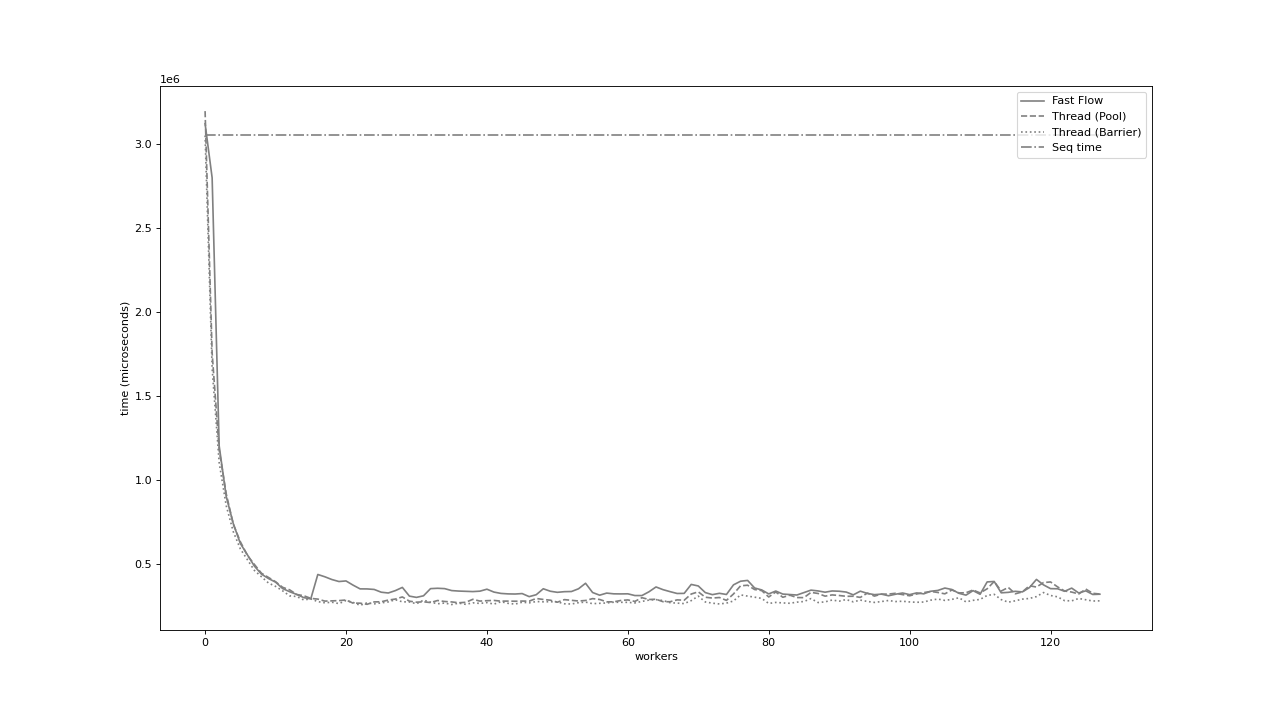 1e6
Fast Flow
Thread (Pool)
Thread (Barrier)
Seq time
3.0
2.5
2.0
1.5
1.0
0.5
time (microseconds)
0 20 40 60 80 100 120
workers